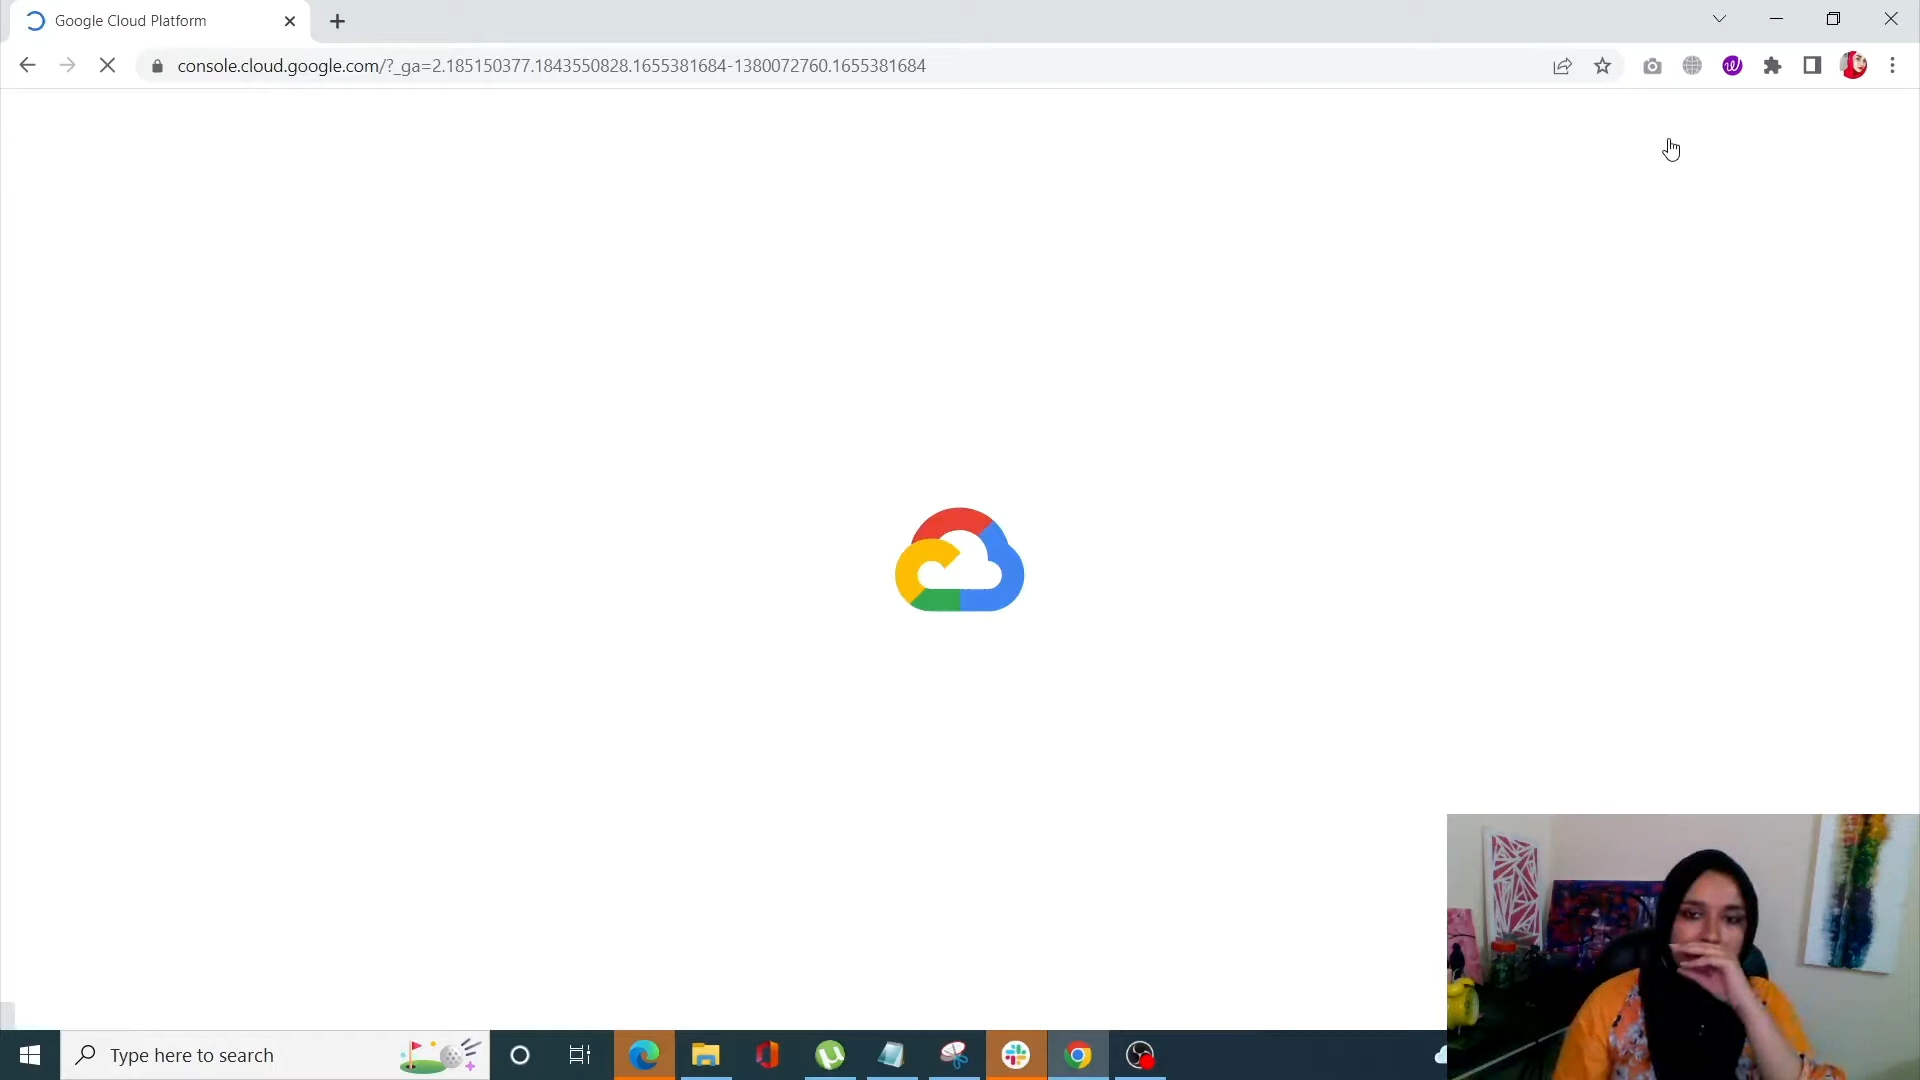 Google Cloud Platform
console.cloud.google.com/?_ga=2.185150377.1843550828.1655381684-1380072760.1655381684
Type here to search